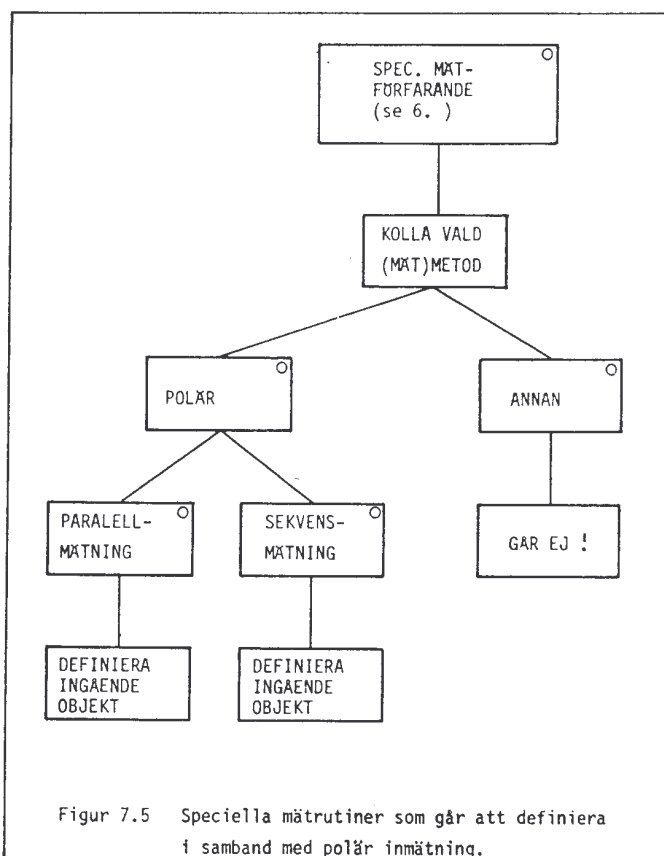 SPEC. MÄT-
FÖRFARANDE
(se 6. )
KOLLA VALD
(MÄT)METOD
POLÄR
ANNAN
PARALELL-
MÄTNING
SEKVENS-
MÄTNING
GÅR EJ !
DEFINIERA
INGÅENDE
OBJEKT
DEFINIERA
INGÅENDE
OBJEKT
Figur 7.5 Speciella mätrutiner som går att definiera
i samband med polär inmätning.